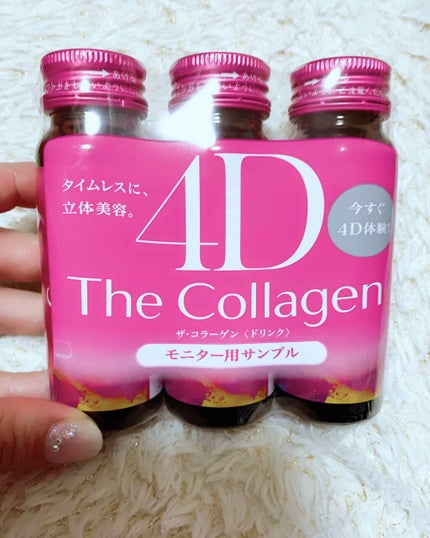 タイムレスに、
立体美容。
4D
今すぐ
4D体験!
The Collagen
ザ・コラーゲン〈ドリンク〉
モニター用サンプル